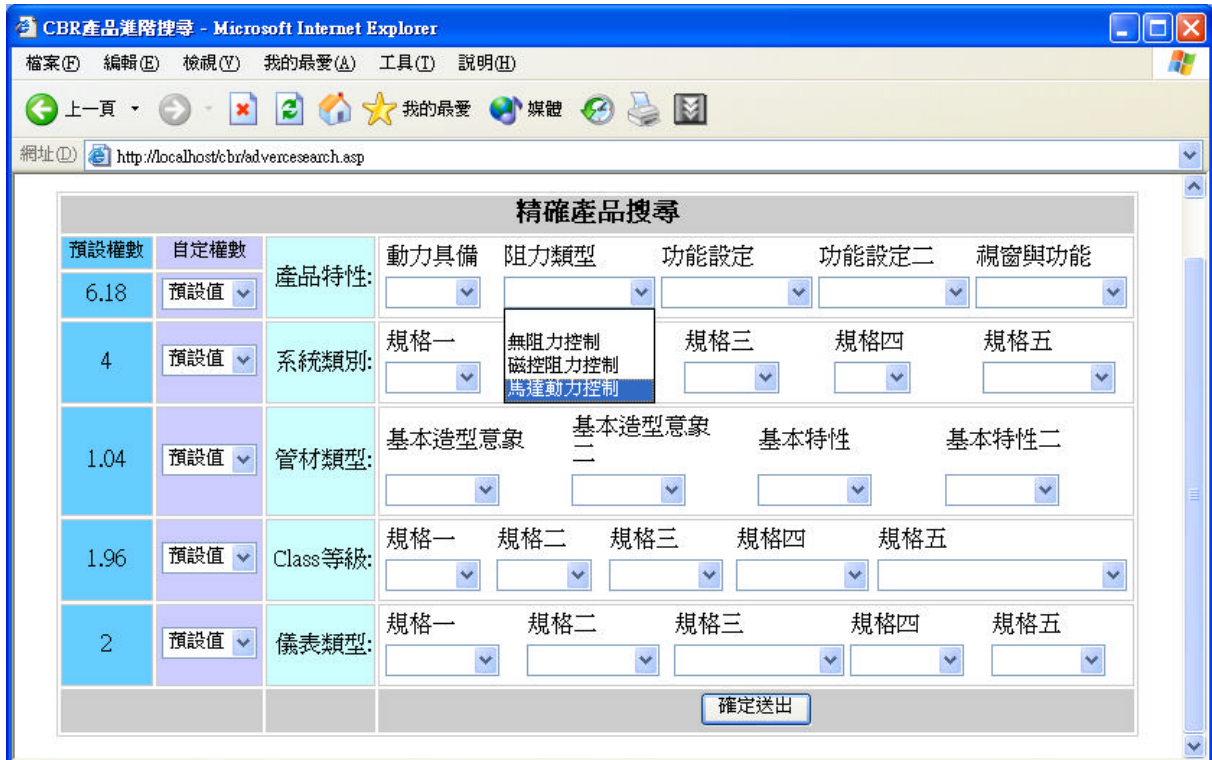 CBR產品進階搜尋 - Microsoft Internet Explorer
檔案(F) 編輯(E) 檢視(V) 我的最愛(A) 工具(T) 說明(H)
上一頁 我的最愛 媒體
網址(D) http://localhost/cbr/advercesearch.asp
精確產品搜尋
預設權數 自定權數 產品特性: 動力具備 阻力類型 功能設定 功能設定二 視窗與功能
6.18 預設值
無阻力控制
磁控阻力控制
馬達動力控制
4 預設值 系統類別: 規格一 規格三 規格四 規格五
1.04 預設值 管材類型: 基本造型意象 基本造型意象二 基本特性 基本特性二
1.96 預設值 Class等級: 規格一 規格二 規格三 規格四 規格五
2 預設值 儀表類型: 規格一 規格二 規格三 規格四 規格五
確定送出